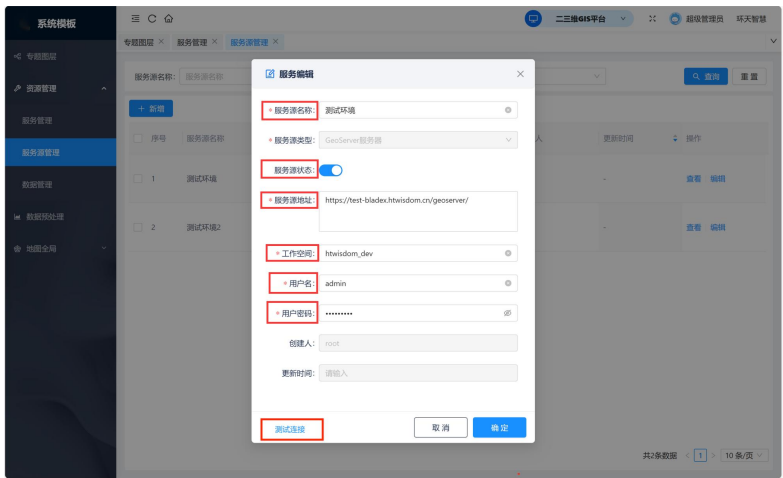 系统模板
二三维GIS平台
超级管理员 环天智慧
专题图层 × 服务管理 × 服务源管理 ×
专题图层
资源管理
服务管理
服务源管理
数据管理
数据预处理
地图全局
服务源名称: 服务源名称
查询 重置
+ 新增
序号 服务源名称 人 更新时间 操作
1 测试环境 - 查看 编辑
2 测试环境2 - 查看 编辑
服务编辑
* 服务源名称: 测试环境
* 服务源类型: GeoServer服务器
服务源状态:
* 服务源地址: https://test-bladex.htwisdom.cn/geoserver/
* 工作空间: htwisdom_dev
* 用户名: admin
* 用户密码: •••••••••
创建人: root
更新时间: 请输入
测试连接 取消 确定
共2条数据 < 1 > 10 条/页